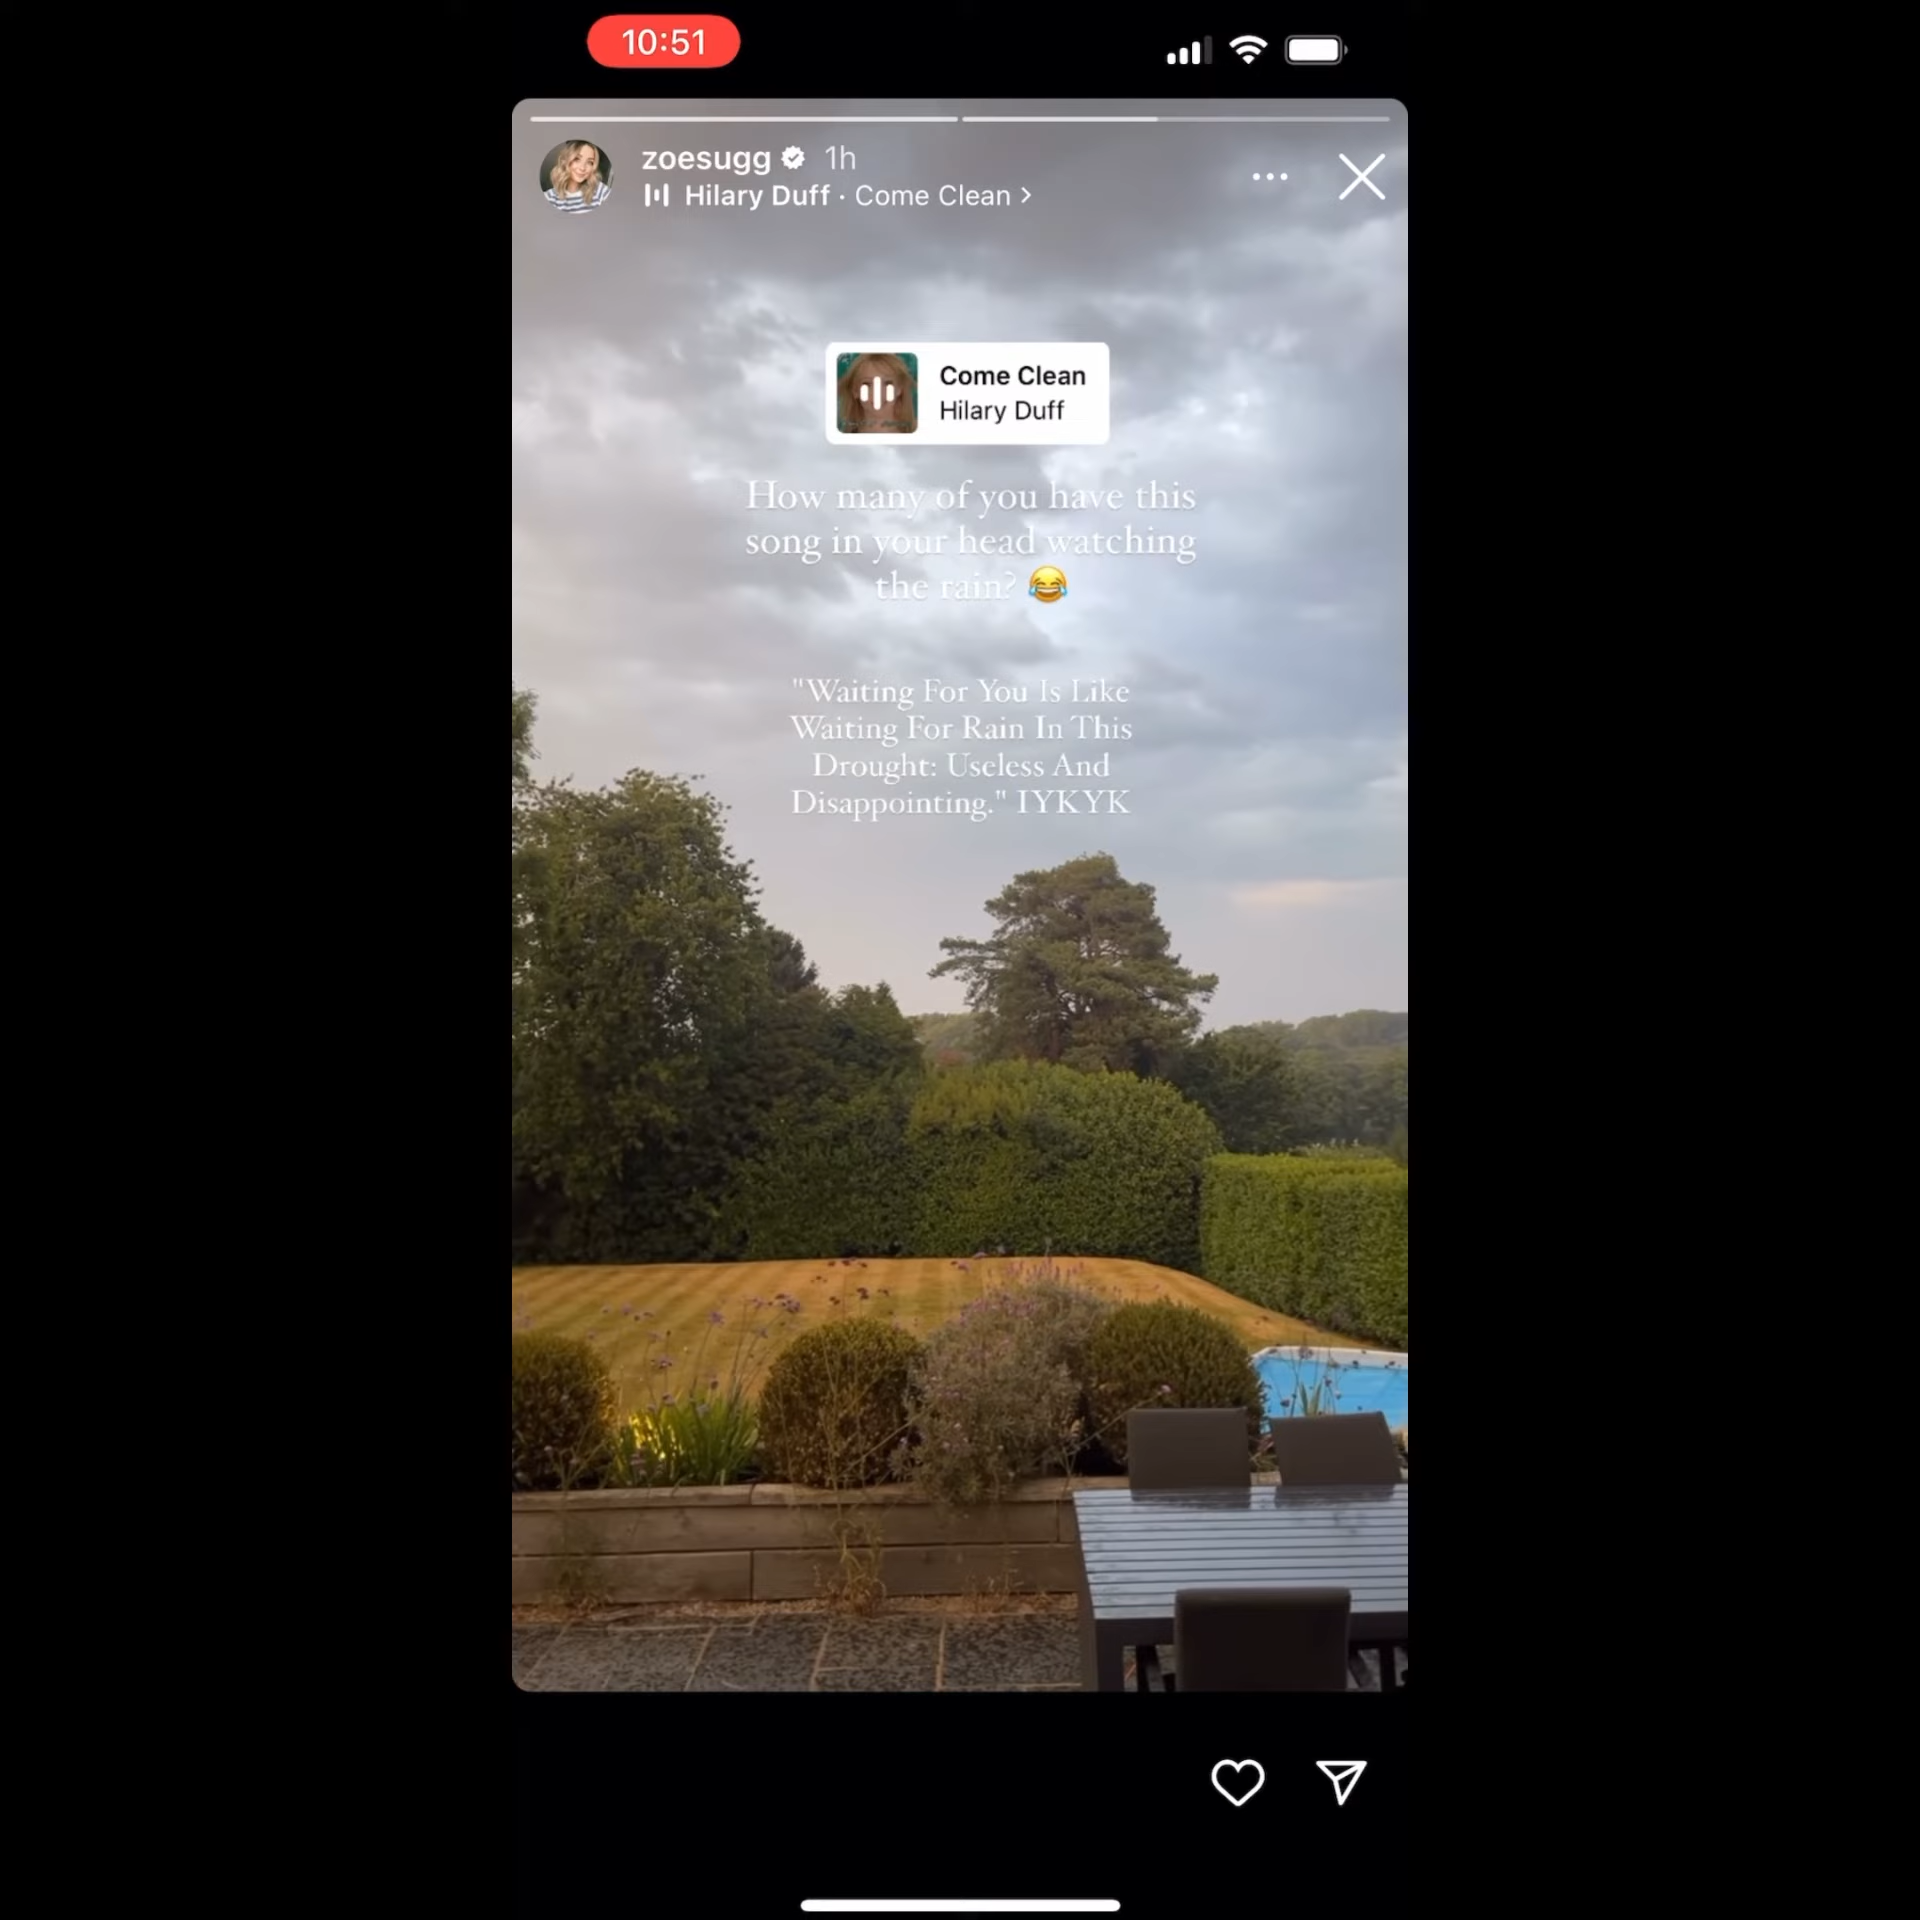 10:51
zoesugg 1h
Hilary Duff · Come Clean >
Come Clean
Hilary Duff
How many of you have this
song in your head watching
the rain? 😂
"Waiting For You Is Like
Waiting For Rain In This
Drought: Useless And
Disappointing." IYKYK